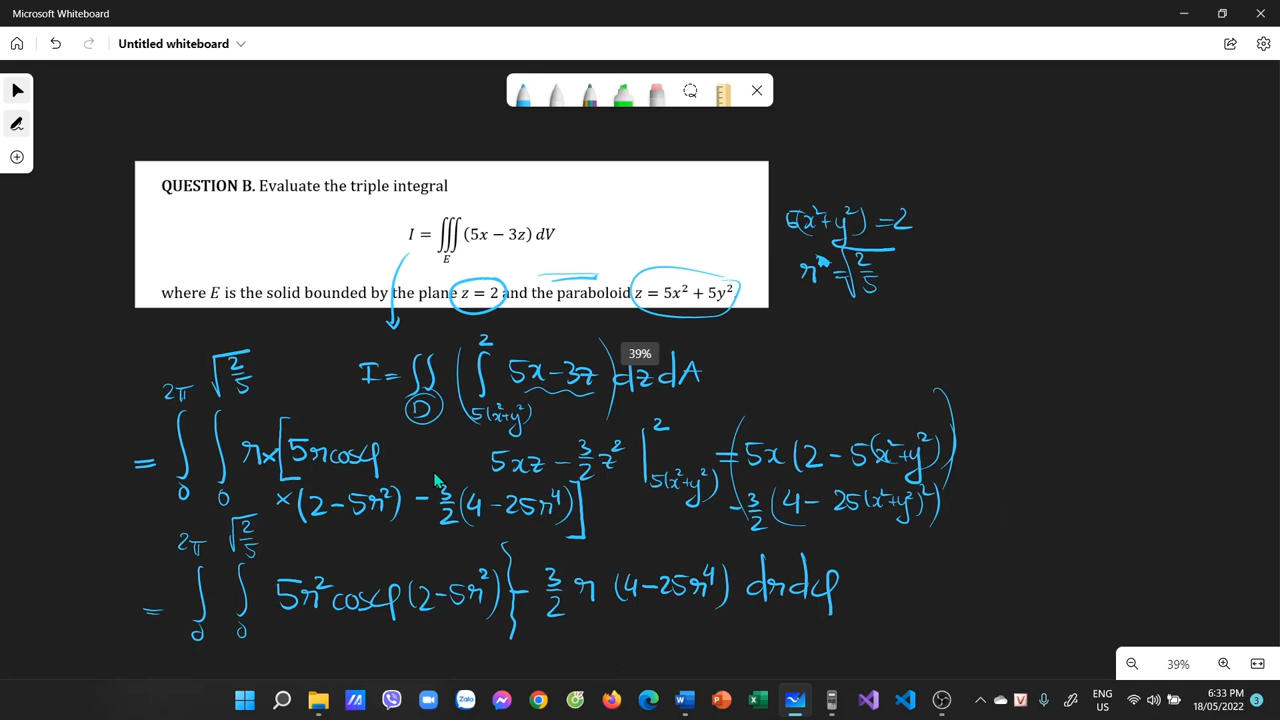 Microsoft Whiteboard
Untitled whiteboard
QUESTION B. Evaluate the triple integral
I = ∭_E (5x − 3z) dV
where E is the solid bounded by the plane z = 2 and the paraboloid z = 5x² + 5y².
5(x²+y²) = 2
r = √(2/5)
I = ∬_D (∫_{5(x²+y²)}^{2} 5x−3z) dz dA
39%
= ∫_0^{2π} ∫_0^{√(2/5)} r × [5r cosφ
× (2−5r²) − 3/2 (4−25r⁴)]
5xz − 3/2 z² |_{5(x²+y²)}^{2} = (5x(2 − 5(x²+y²))
− 3/2 (4 − 25(x²+y²)²))
= ∫_0^{2π} ∫_0^{√(2/5)} 5r² cosφ (2−5r²) − 3/2 r (4−25r⁴) dr dφ
39%
ENG
US
6:33 PM
18/05/2022